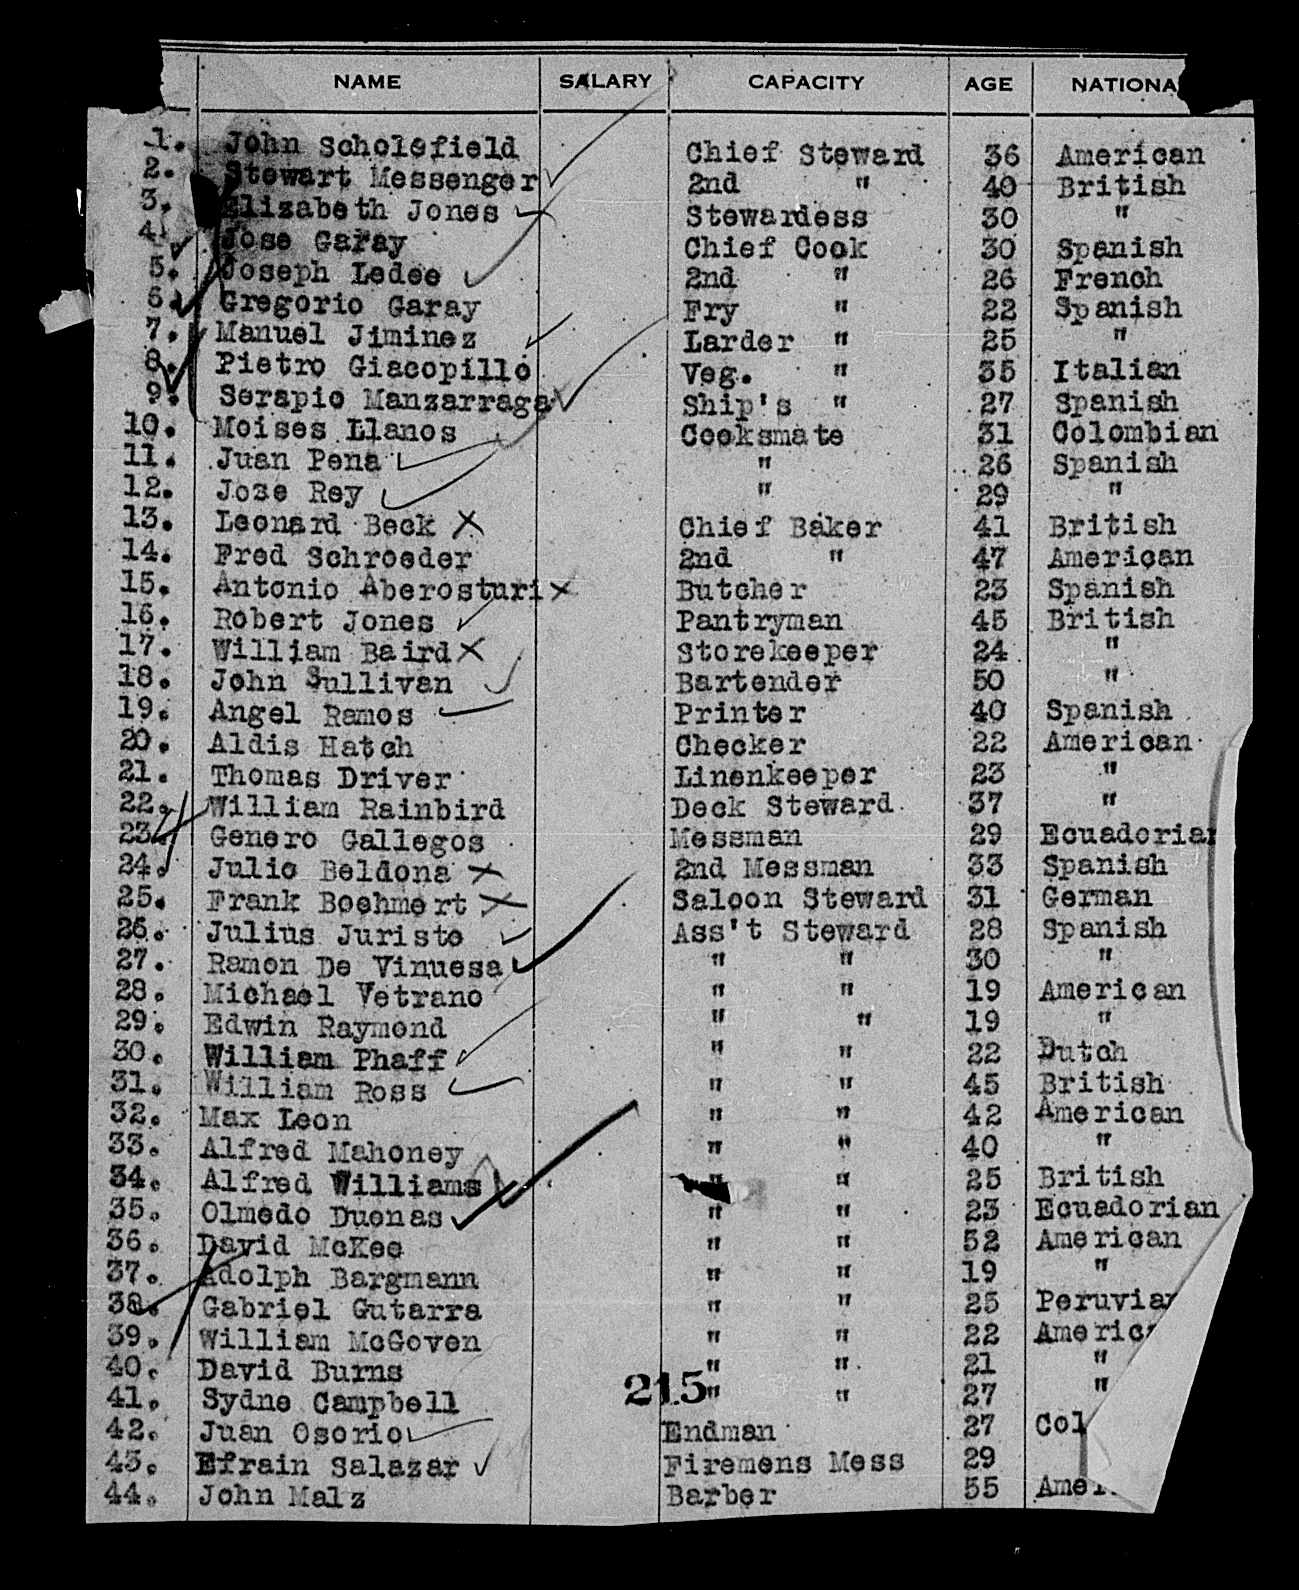 NAME SALARY CAPACITY AGE NATIONA
1. John Scholefield Chief Steward 36 American
2. Stewart Messenger 2nd " 40 British
3. Elizabeth Jones Stewardess 30 "
4. Jose Garay Chief Cook 30 Spanish
5. Joseph Ledee 2nd " 26 French
6. Gregorio Garay Fry " 22 Spanish
7. Manuel Jiminez Larder " 25 "
8. Pietro Giacopillo Veg. " 35 Italian
9. Serapio Manzarraga Ship's " 27 Spanish
10. Moises Llanos Cooksmate 31 Colombian
11. Juan Pena " 26 Spanish
12. Jose Rey " 29 "
13. Leonard Beck X Chief Baker 41 British
14. Fred Schroeder 2nd " 47 American
15. Antonio Aberosturi X Butcher 23 Spanish
16. Robert Jones Pantryman 45 British
17. William Baird X Storekeeper 24 "
18. John Sullivan Bartender 50 "
19. Angel Ramos Printer 40 Spanish
20. Aldis Hatch Checker 22 American
21. Thomas Driver Linenkeeper 23 "
22. William Rainbird Deck Steward 37 "
23. Genero Gallegos Messman 29 Ecuadorian
24. Julio Beldona X 2nd Messman 33 Spanish
25. Frank Boehmert X Saloon Steward 31 German
26. Julius Juristo Ass't Steward 28 Spanish
27. Ramon De Vinuesa " " 30 "
28. Michael Vetrano " " 19 American
29. Edwin Raymond " " 19 "
30. William Phaff " " 22 Dutch
31. William Ross " " 45 British
32. Max Leon " " 42 American
33. Alfred Mahoney " " 40 "
34. Alfred Williams " " 25 British
35. Olmedo Duenas " " 23 Ecuadorian
36. David McKee " " 52 American
37. Adolph Bargmann " " 19 "
38. Gabriel Gutarra " " 25 Peruvian
39. William McGoven " " 22 America
40. David Burns " " 21 "
41. Sydne Campbell 215 " " 27 "
42. Juan Osorio Endman 27 Col
43. Efrain Salazar Firemens Mess 29
44. John Malz Barber 55 Amer